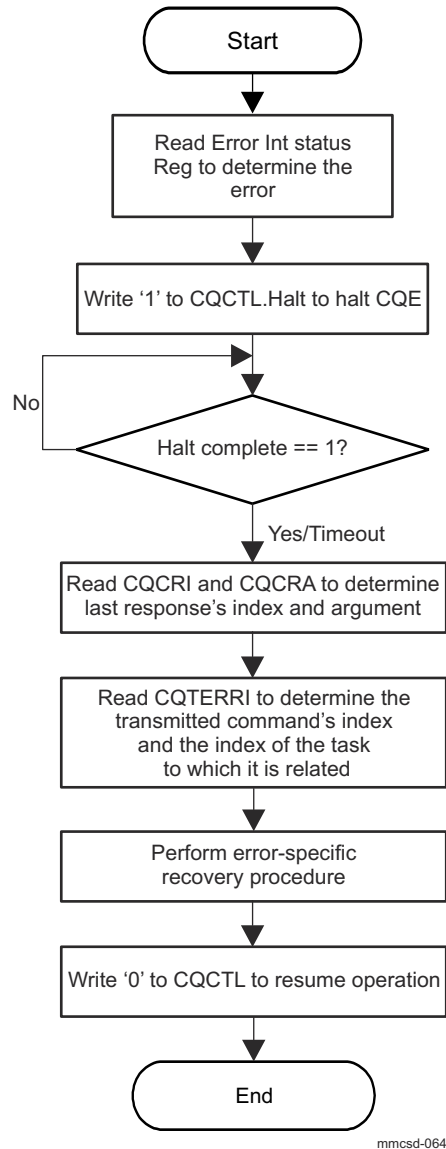 Start
Read Error Int status
Reg to determine the
error
Write ‘1’ to CQCTL.Halt to halt CQE
No
Halt complete == 1?
Yes/Timeout
Read CQCRI and CQCRA to determine
last response’s index and argument
Read CQTERRI to determine the
transmitted command’s index
and the index of the task
to which it is related
Perform error-specific
recovery procedure
Write ‘0’ to CQCTL to resume operation
End
mmcsd-064